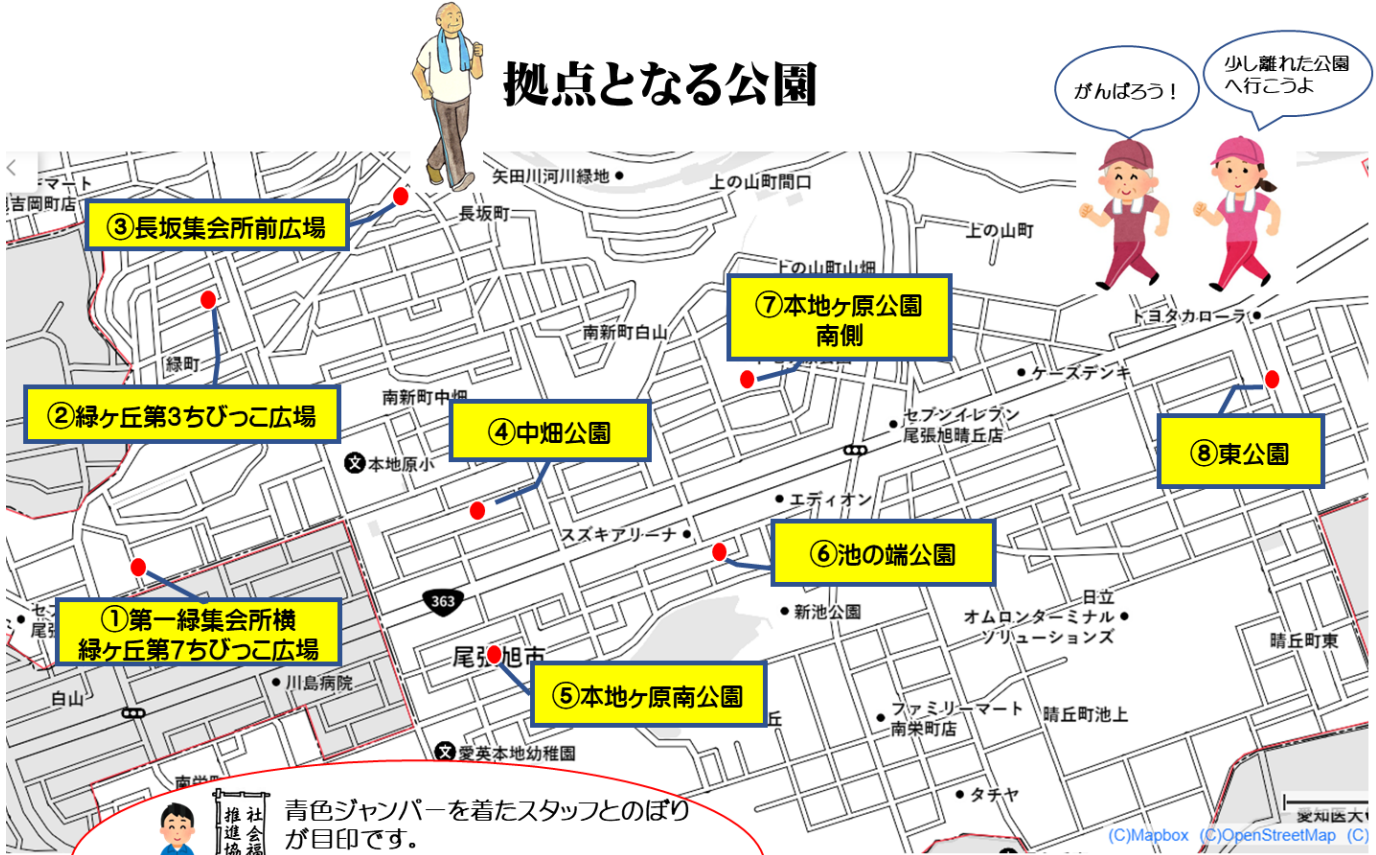 拠点となる公園
がんばろう！
少し離れた公園
へ行こうよ
矢田川河川緑地
上の山町間口
マート
吉岡町店
③長坂集会所前広場
長坂町
上の山町
上の山町山畑
⑦本地ヶ原公園
南側
トヨタカローラ
南新町白山
緑町
ケーズデンキ
南新町中畑
②緑ヶ丘第3ちびっこ広場
④中畑公園
セブンイレブン
尾張旭晴丘店
⑧東公園
本地原小
文
エディオン
スズキアリーナ
⑥池の端公園
363
①第一緑集会所横
緑ヶ丘第7ちびっこ広場
新池公園
日立
オムロンターミナル
ソリューションズ
晴丘町東
尾張旭市
川島病院
白山
⑤本地ヶ原南公園
丘
ファミリーマート
南栄町店
晴丘町池上
文
愛英本地幼稚園
タチヤ
愛知医大
社会福
推進協
青色ジャンパーを着たスタッフとのぼり
が目印です。
(C)Mapbox (C)OpenStreetMap (C)